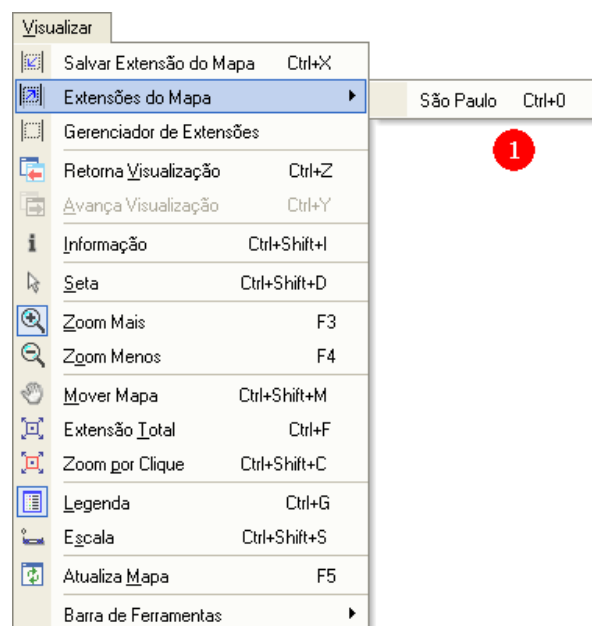 Visualizar
Salvar Extensão do Mapa Ctrl+X
Extensões do Mapa
São Paulo Ctrl+0
1
Gerenciador de Extensões
Retorna Visualização Ctrl+Z
Avança Visualização Ctrl+Y
Informação Ctrl+Shift+I
Seta Ctrl+Shift+D
Zoom Mais F3
Zoom Menos F4
Mover Mapa Ctrl+Shift+M
Extensão Total Ctrl+F
Zoom por Clique Ctrl+Shift+C
Legenda Ctrl+G
Escala Ctrl+Shift+S
Atualiza Mapa F5
Barra de Ferramentas